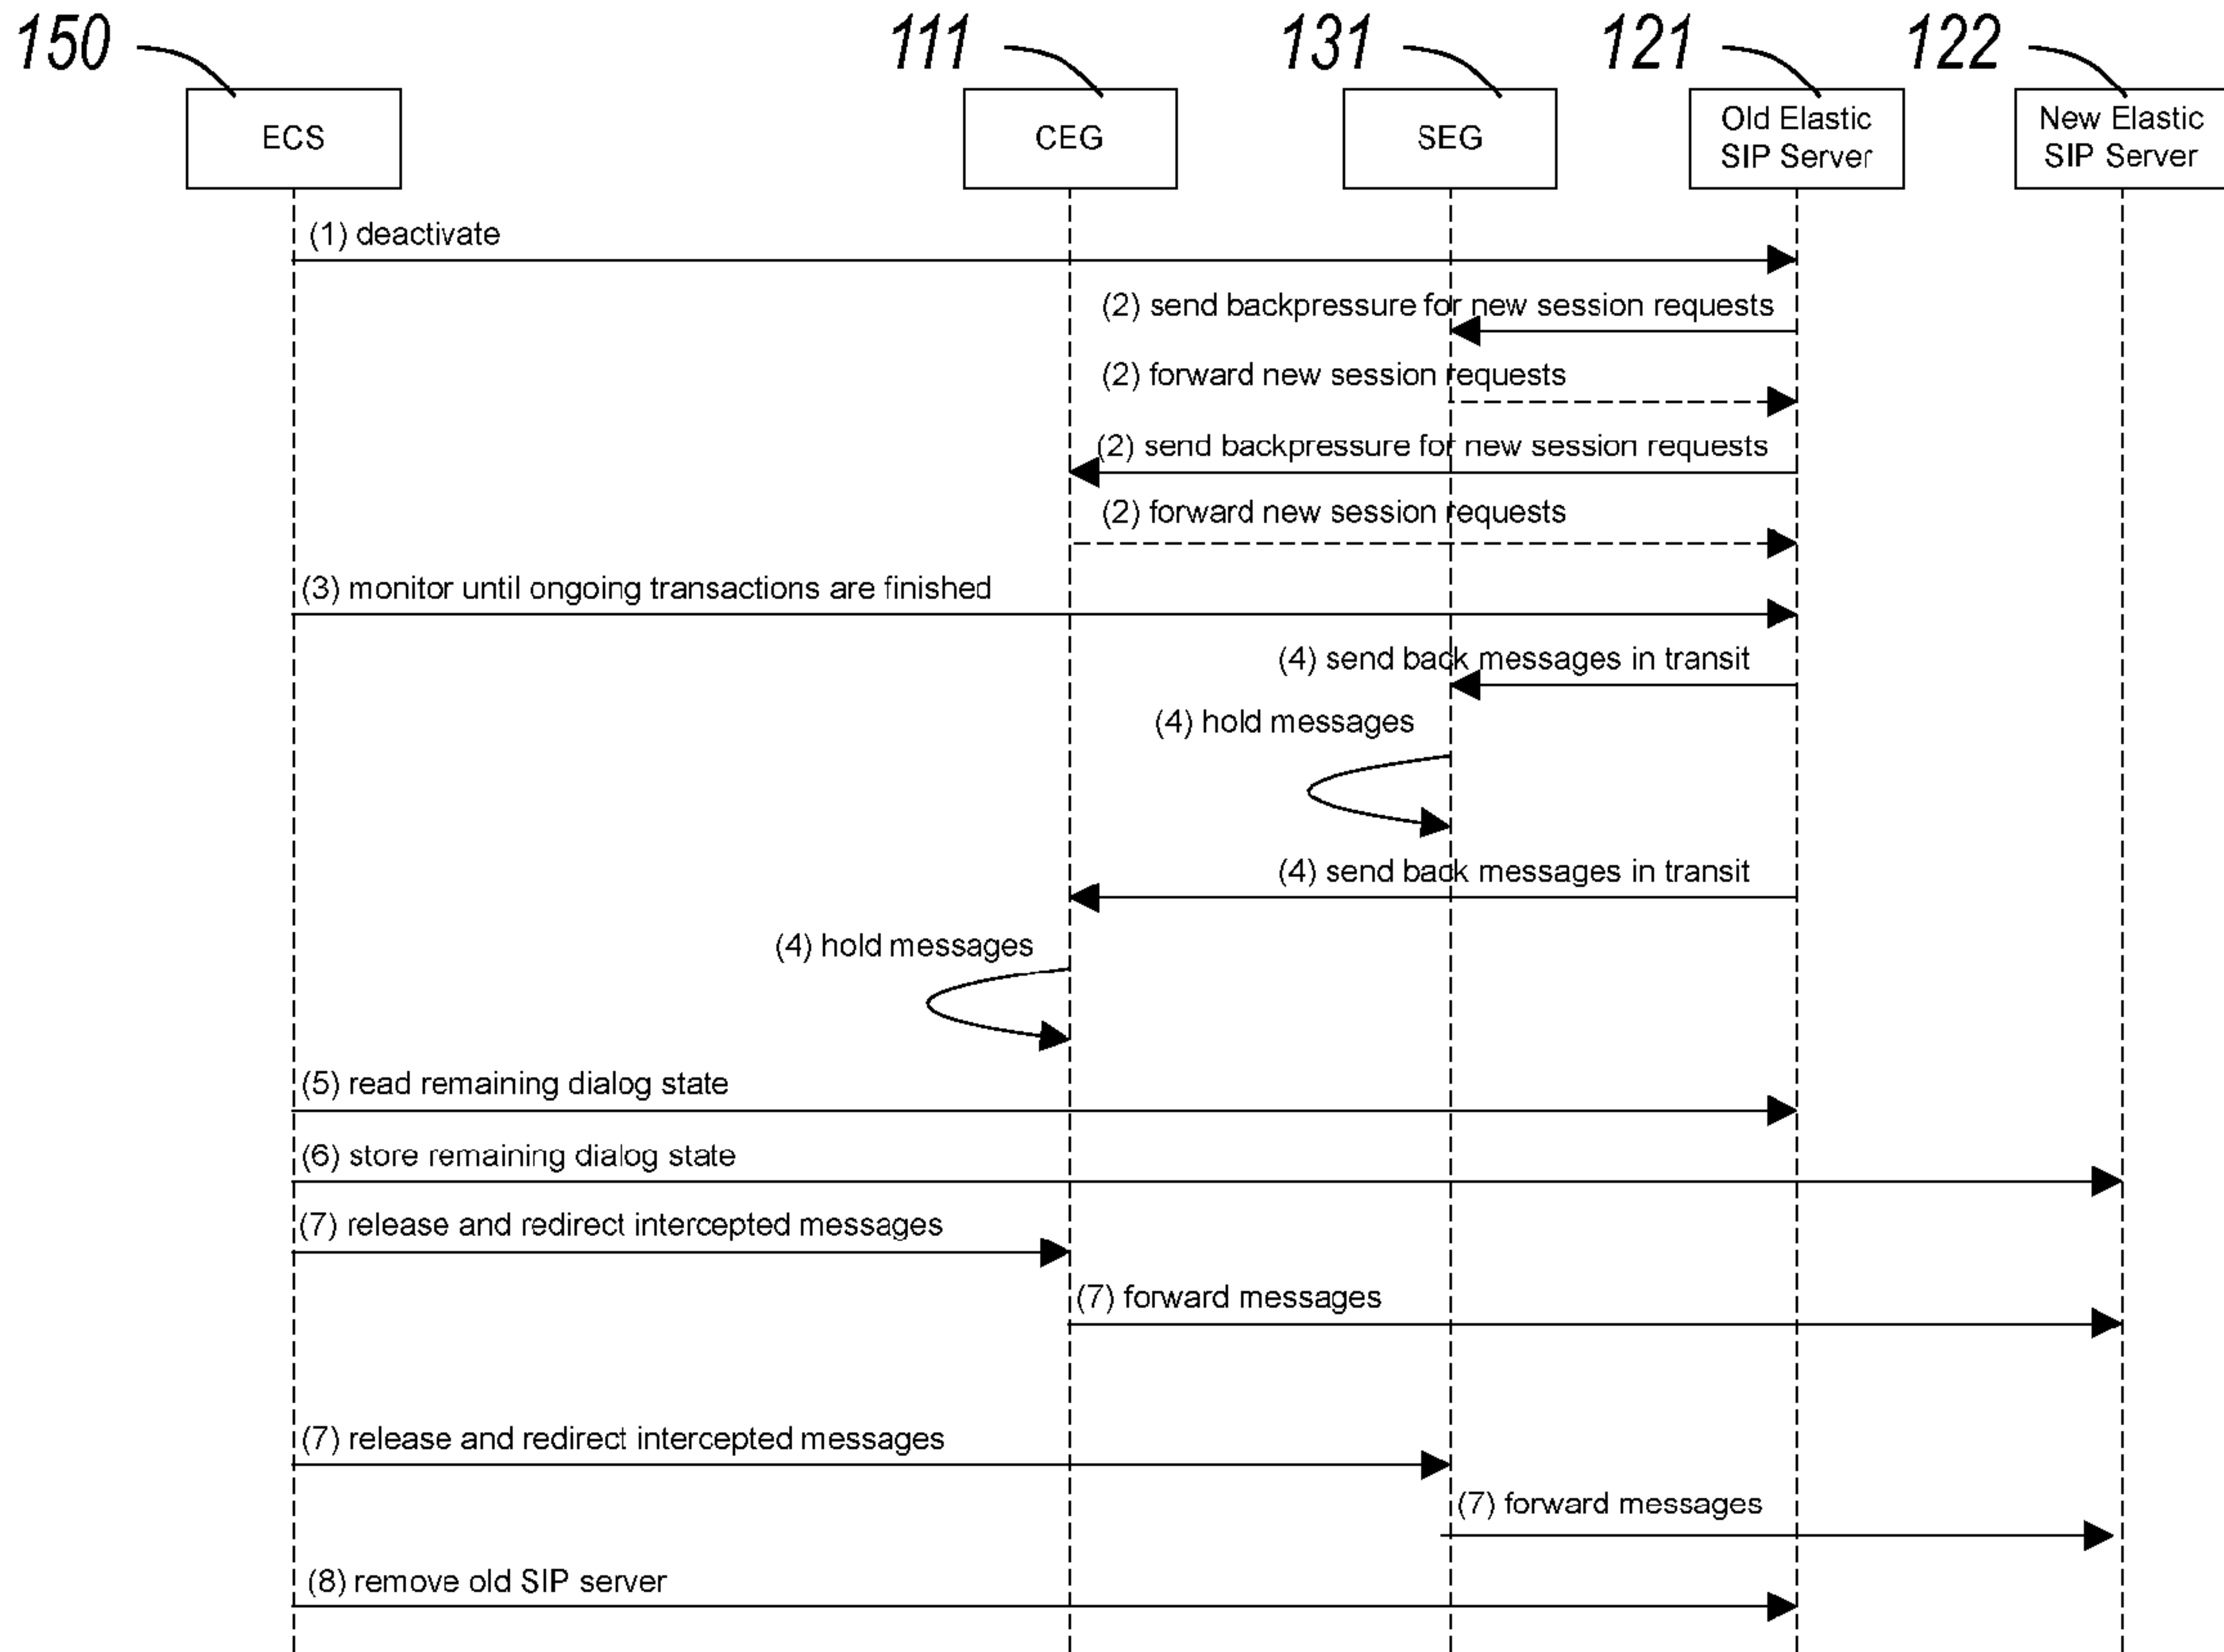 150
111
131
121
122
ECS
CEG
SEG
Old Elastic
SIP Server
New Elastic
SIP Server
(1) deactivate
(2) send backpressure for new session requests
(2) forward new session requests
(2) send backpressure for new session requests
(2) forward new session requests
(3) monitor until ongoing transactions are finished
(4) send back messages in transit
(4) hold messages
(4) send back messages in transit
(4) hold messages
(5) read remaining dialog state
(6) store remaining dialog state
(7) release and redirect intercepted messages
(7) forward messages
(7) release and redirect intercepted messages
(7) forward messages
(8) remove old SIP server